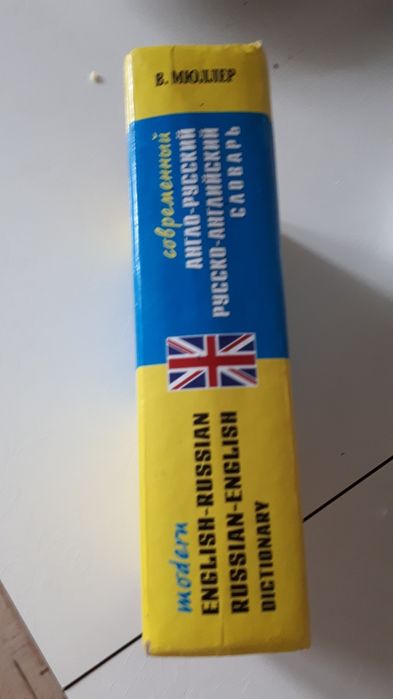 В. МЮЛЛЕР
современный
АНГЛО-РУССКИЙ
РУССКО-АНГЛИЙСКИЙ
СЛОВАРЬ
modern
ENGLISH-RUSSIAN
RUSSIAN-ENGLISH
DICTIONARY